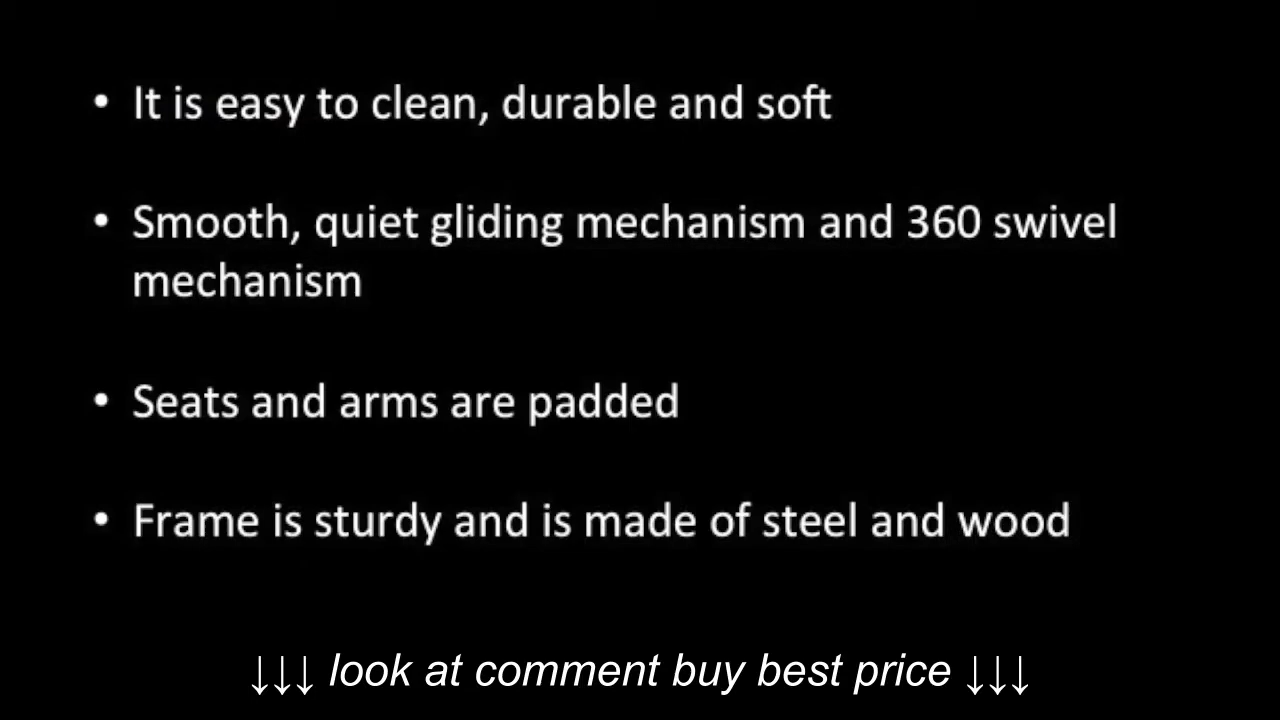 • It is easy to clean, durable and soft
• Smooth, quiet gliding mechanism and 360 swivel
mechanism
• Seats and arms are padded
• Frame is sturdy and is made of steel and wood
↓↓↓ look at comment buy best price ↓↓↓